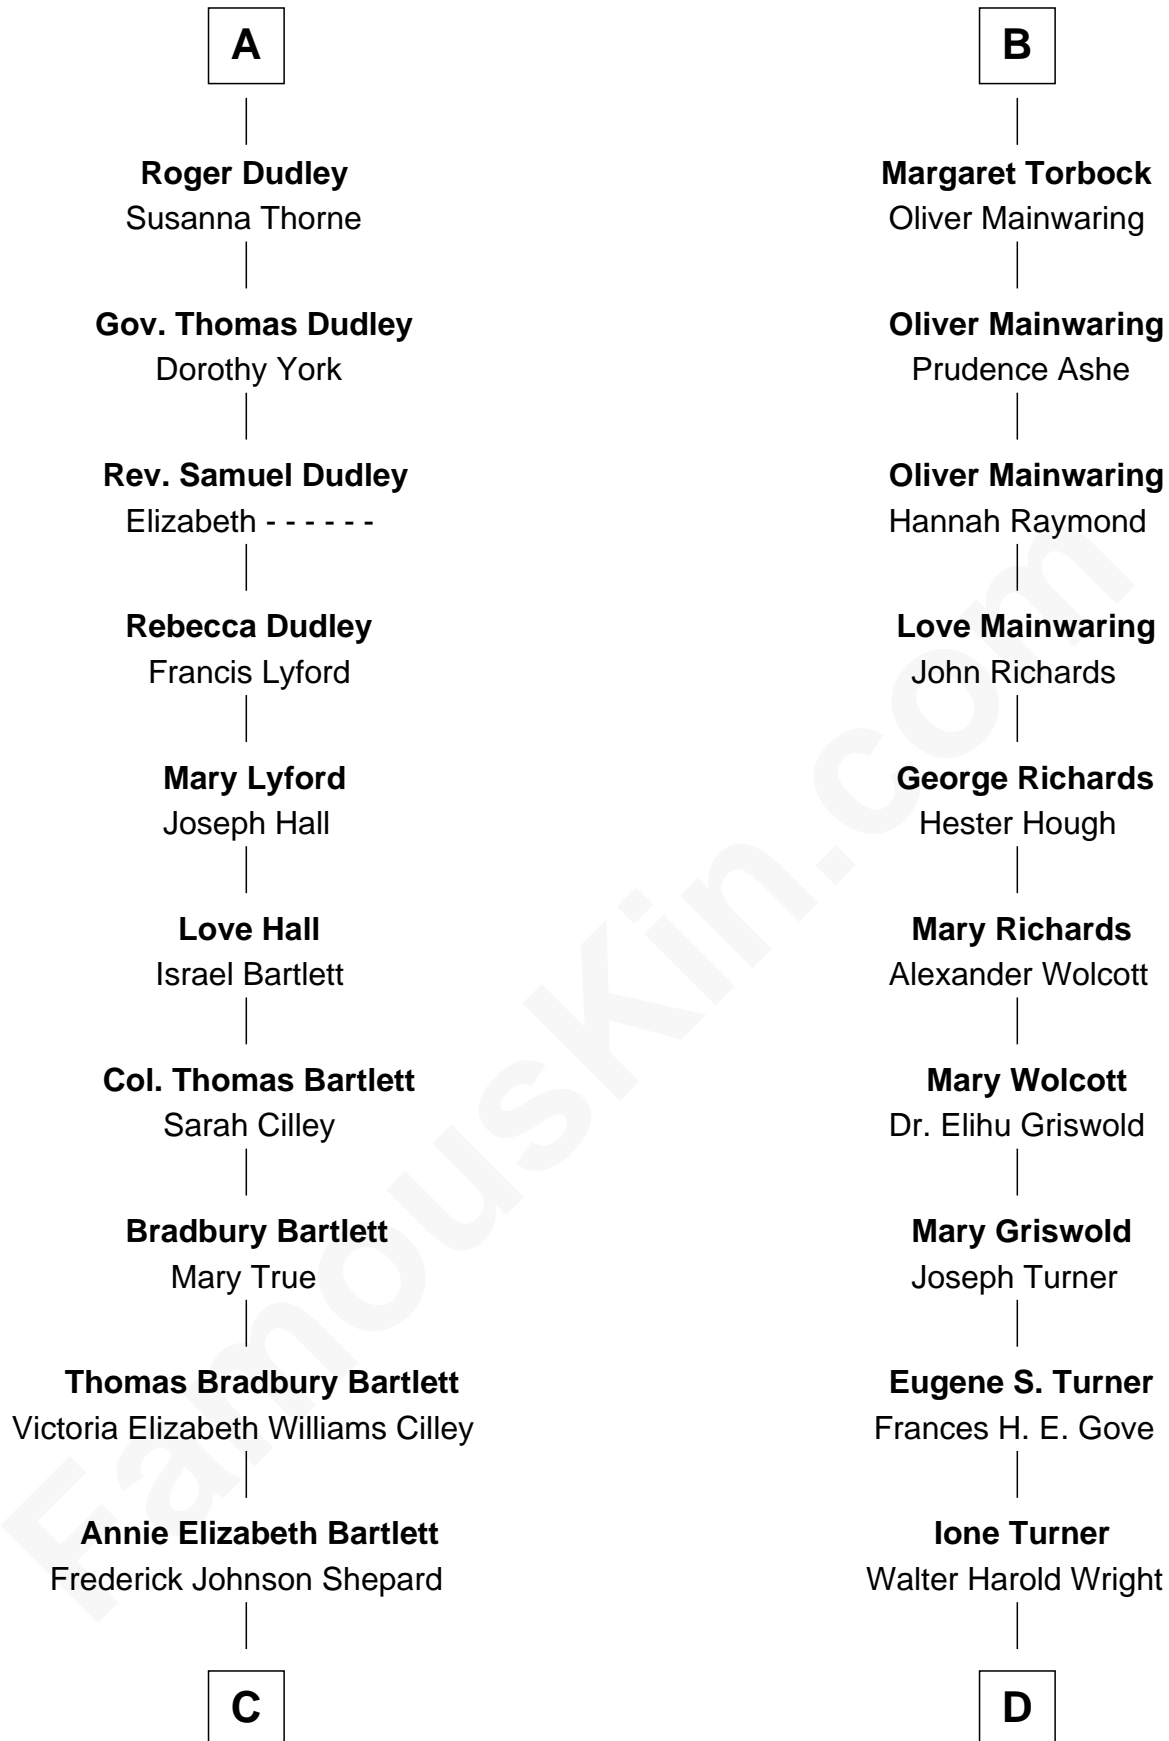 A
Roger Dudley
Susanna Thorne
Gov. Thomas Dudley
Dorothy York
Rev. Samuel Dudley
Elizabeth - - - - - -
Rebecca Dudley
Francis Lyford
Mary Lyford
Joseph Hall
Love Hall
Israel Bartlett
Col. Thomas Bartlett
Sarah Cilley
Bradbury Bartlett
Mary True
Thomas Bradbury Bartlett
Victoria Elizabeth Williams Cilley
Annie Elizabeth Bartlett
Frederick Johnson Shepard
C
B
Margaret Torbock
Oliver Mainwaring
Oliver Mainwaring
Prudence Ashe
Oliver Mainwaring
Hannah Raymond
Love Mainwaring
John Richards
George Richards
Hester Hough
Mary Richards
Alexander Wolcott
Mary Wolcott
Dr. Elihu Griswold
Mary Griswold
Joseph Turner
Eugene S. Turner
Frances H. E. Gove
Ione Turner
Walter Harold Wright
D
FamousKin.com